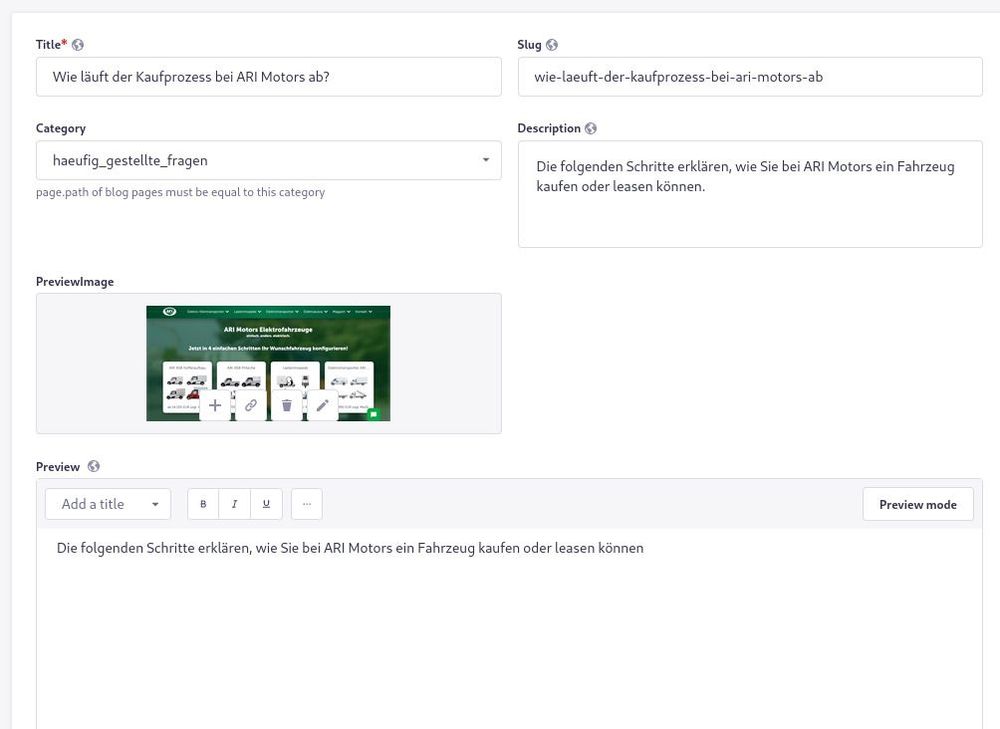 Title*
Slug
Wie läuft der Kaufprozess bei ARI Motors ab?
wie-laeuft-der-kaufprozess-bei-ari-motors-ab
Category
Description
haeufig_gestellte_fragen
page.path of blog pages must be equal to this category
Die folgenden Schritte erklären, wie Sie bei ARI Motors ein Fahrzeug
kaufen oder leasen können.
PreviewImage
ARI Motors Elektrofahrzeuge
Jetzt in 4 einfachen Schritten Ihr Wunschfahrzeug konfigurieren!
Preview
Add a title
B I U ...
Preview mode
Die folgenden Schritte erklären, wie Sie bei ARI Motors ein Fahrzeug kaufen oder leasen können